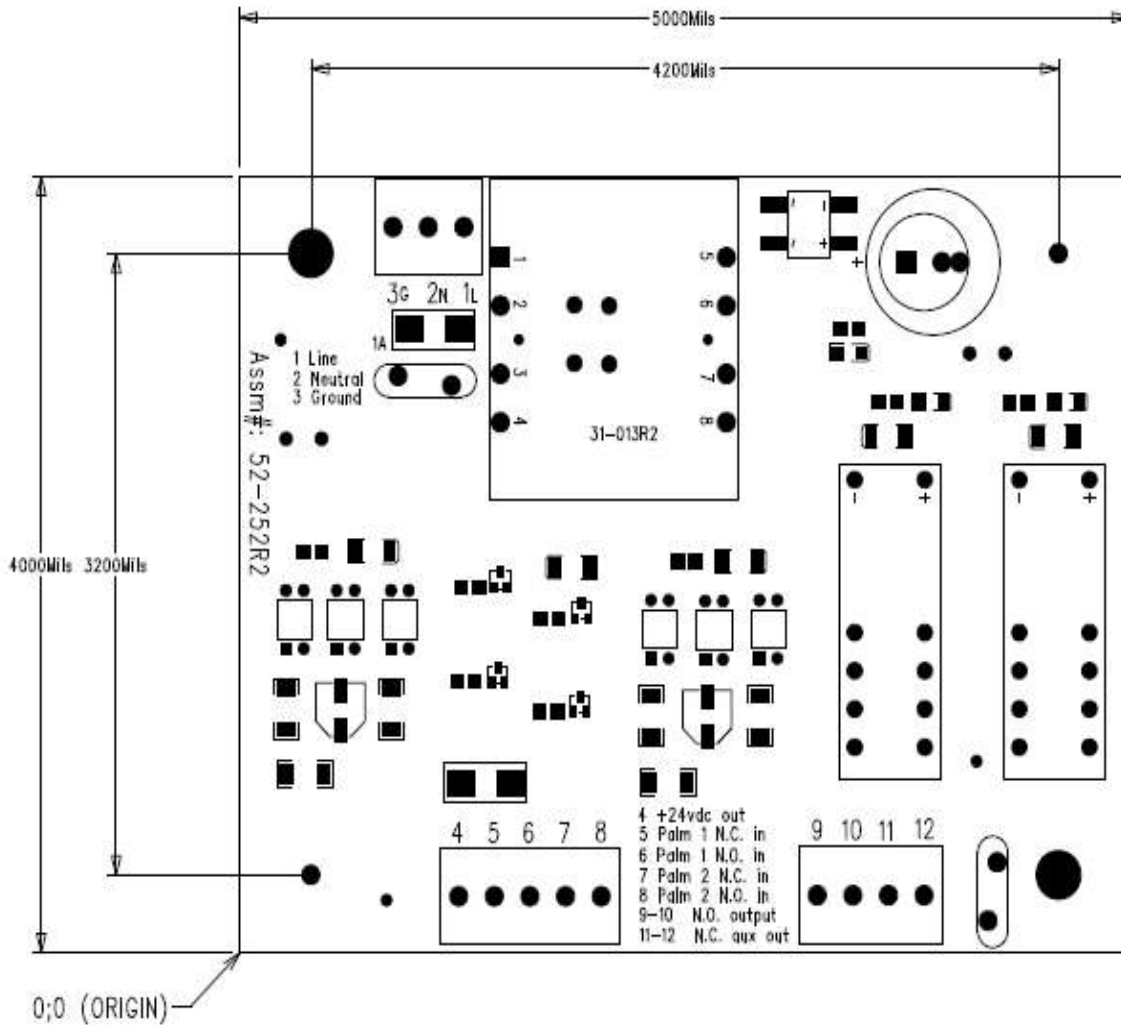 5000Mils
4200Mils
4000Mils 3200Mils
3G 2N 1L
1A
1 Line
2 Neutral
3 Ground
Assm#: 52-252R2
1
2
3
4
5
6
7
8
31-013R2
~ -
~ +
+
- +
- +
4 5 6 7 8
4 +24vdc out
5 Palm 1 N.C. in
6 Palm 1 N.O. in
7 Palm 2 N.C. in
8 Palm 2 N.O. in
9-10 N.O. output
11-12 N.C. aux out
9 10 11 12
0;0 (ORIGIN)